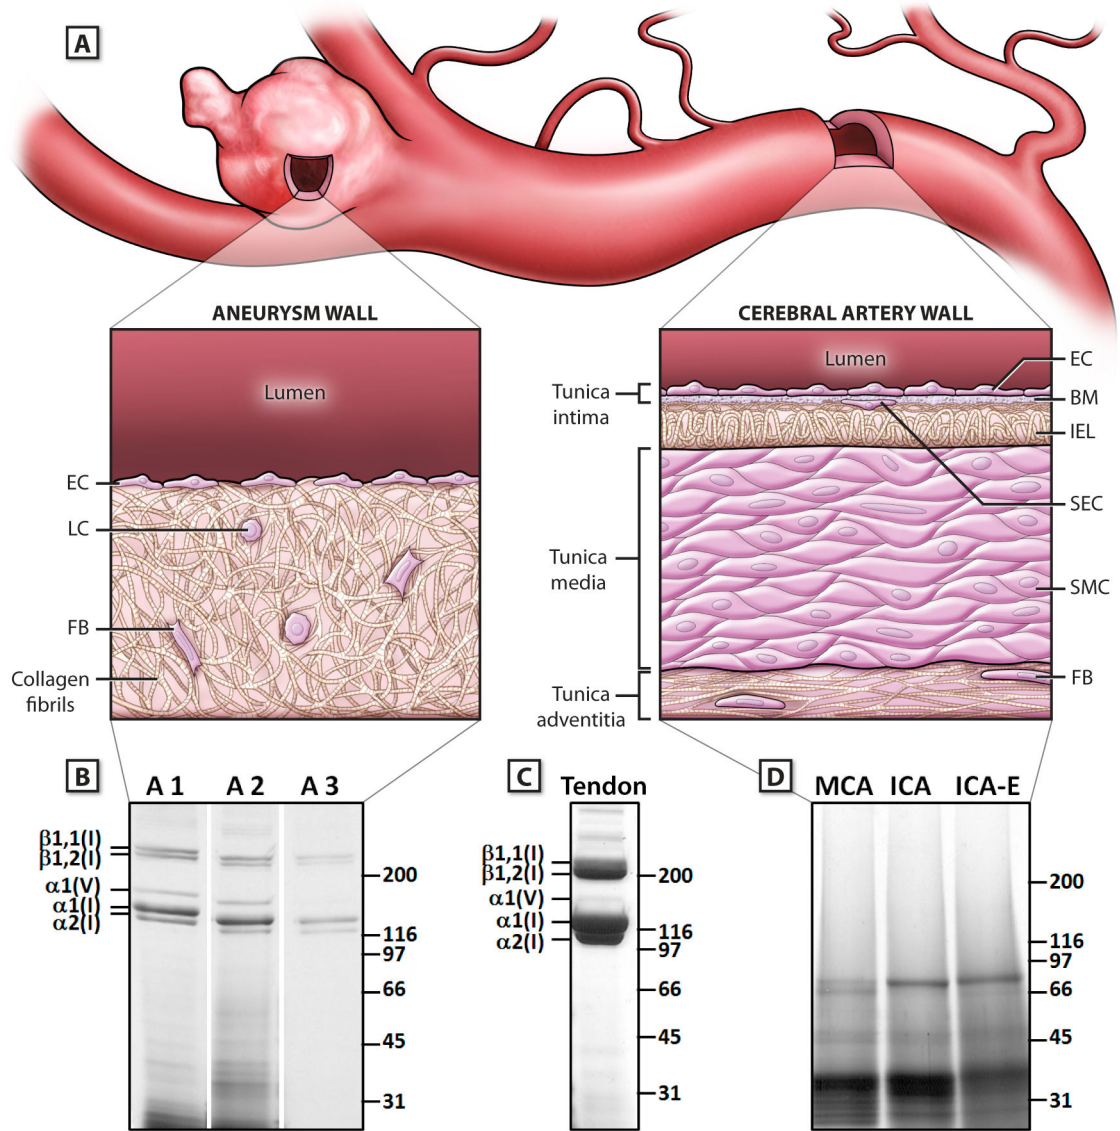 A
ANEURYSM WALL
Lumen
EC
LC
FB
Collagen
fibrils
CEREBRAL ARTERY WALL
Lumen
Tunica
intima
Tunica
media
Tunica
adventitia
EC
BM
IEL
SEC
SMC
FB
B
A 1 A 2 A 3
β1,1(I)
β1,2(I)
α1(V)
α1(I)
α2(I)
200
116
97
66
45
31
C
Tendon
β1,1(I)
β1,2(I)
α1(V)
α1(I)
α2(I)
200
116
97
66
45
31
D
MCA ICA ICA-E
200
116
97
66
45
31